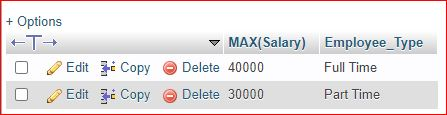 + Options
←T→ MAX(Salary) Employee_Type
Edit Copy Delete 40000 Full Time
Edit Copy Delete 30000 Part Time